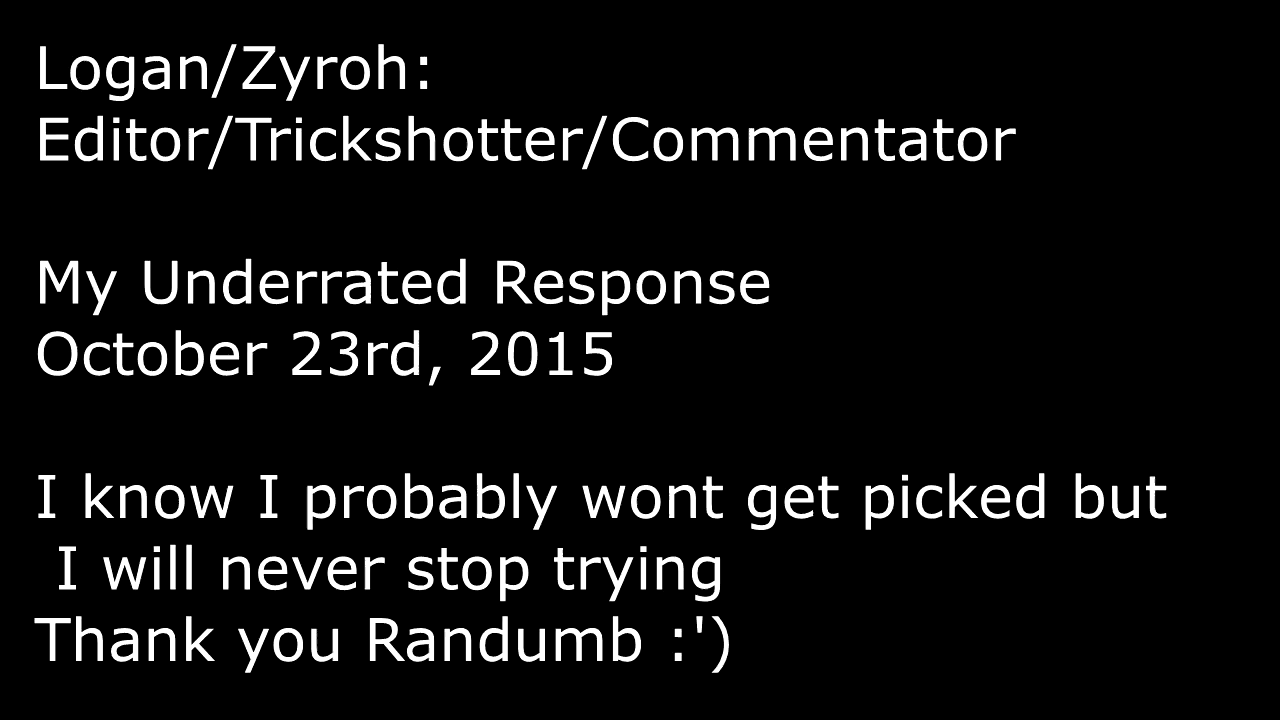 Logan/Zyroh:
Editor/Trickshotter/Commentator
My Underrated Response
October 23rd, 2015
I know I probably wont get picked but
I will never stop trying
Thank you Randumb :')